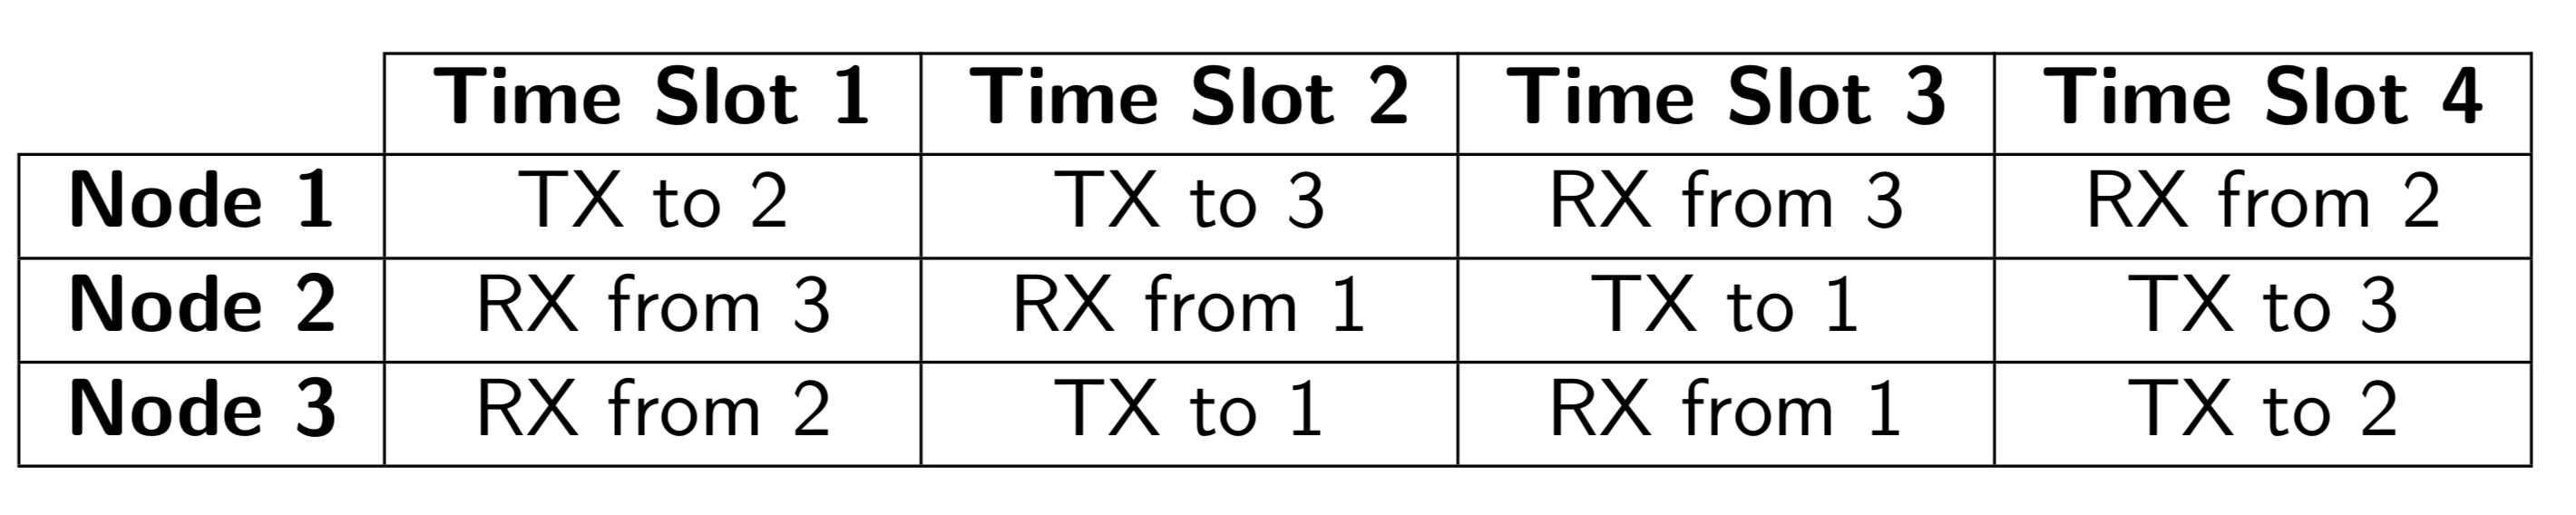 Time Slot 1 Time Slot 2 Time Slot 3 Time Slot 4
Node 1 TX to 2 TX to 3 RX from 3 RX from 2
Node 2 RX from 3 RX from 1 TX to 1 TX to 3
Node 3 RX from 2 TX to 1 RX from 1 TX to 2